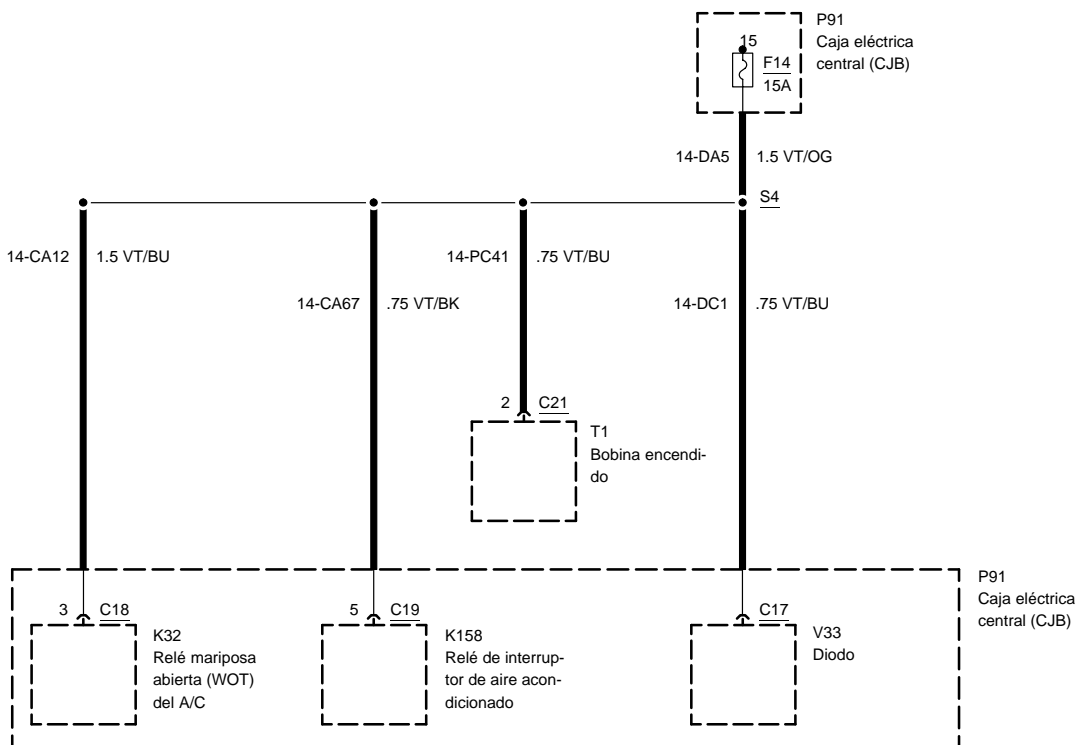 P91
Caja eléctrica
central (CJB)
15
F14
15A
14-DA5 1.5 VT/OG
S4
14-CA12 1.5 VT/BU
14-PC41 .75 VT/BU
14-CA67 .75 VT/BK
14-DC1 .75 VT/BU
2 C21
T1
Bobina encendi-
do
P91
Caja eléctrica
central (CJB)
3 C18
K32
Relé mariposa
abierta (WOT)
del A/C
5 C19
K158
Relé de interrup-
tor de aire acon-
dicionado
C17
V33
Diodo